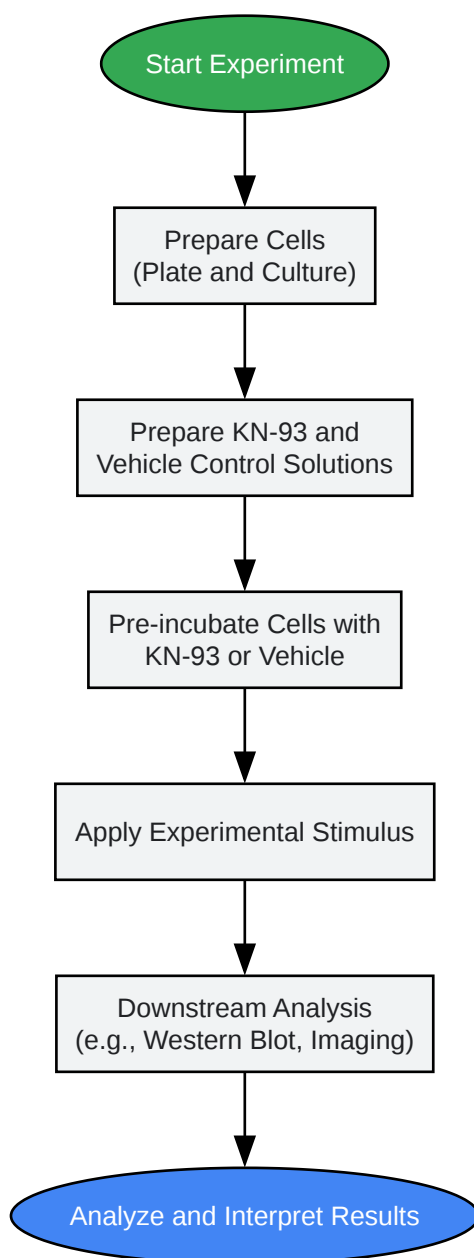 Start Experiment
Prepare Cells
(Plate and Culture)
Prepare KN-93 and
Vehicle Control Solutions
Pre-incubate Cells with
KN-93 or Vehicle
Apply Experimental Stimulus
Downstream Analysis
(e.g., Western Blot, Imaging)
Analyze and Interpret Results